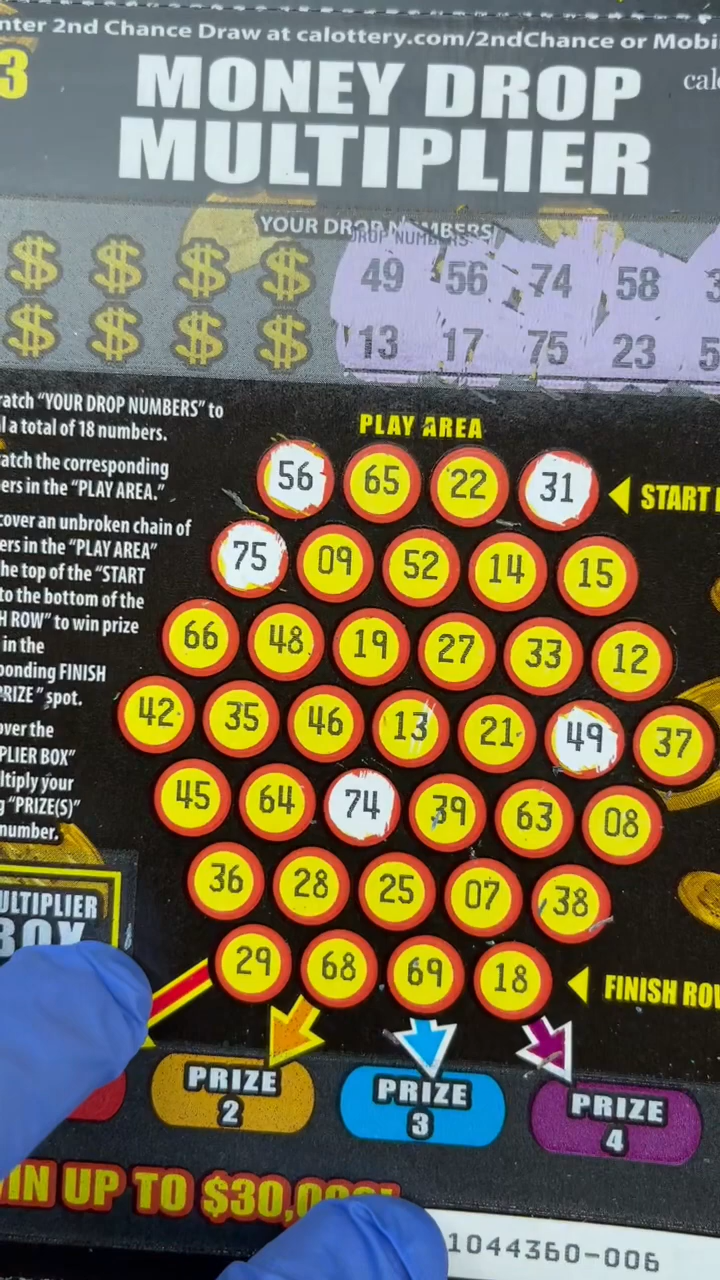 nter 2nd Chance Draw at calottery.com/2ndChance or Mobi
3
MONEY DROP
MULTIPLIER
YOUR DROP NUMBERS
DROP NUMBERS
$ $ $ $ 49 56 74 58 3
$ $ $ $ 13 17 75 23 5
ratch "YOUR DROP NUMBERS" to
l a total of 18 numbers.
atch the corresponding
ers in the "PLAY AREA."
cover an unbroken chain of
ers in the "PLAY AREA"
he top of the "START
to the bottom of the
H ROW" to win prize
in the
ponding FINISH
RIZE" spot.
over the
PLIER BOX"
ltiply your
g "PRIZE(S)"
number.
ULTIPLIER
BOX
PLAY AREA
56 65 22 31
START
75 09 52 14 15
66 48 19 27 33 12
42 35 46 13 21 49 37
45 64 74 39 63 08
36 28 25 07 38
29 68 69 18
FINISH ROW
PRIZE
2
PRIZE
3
PRIZE
4
IN UP TO $30,000!
1044360-006